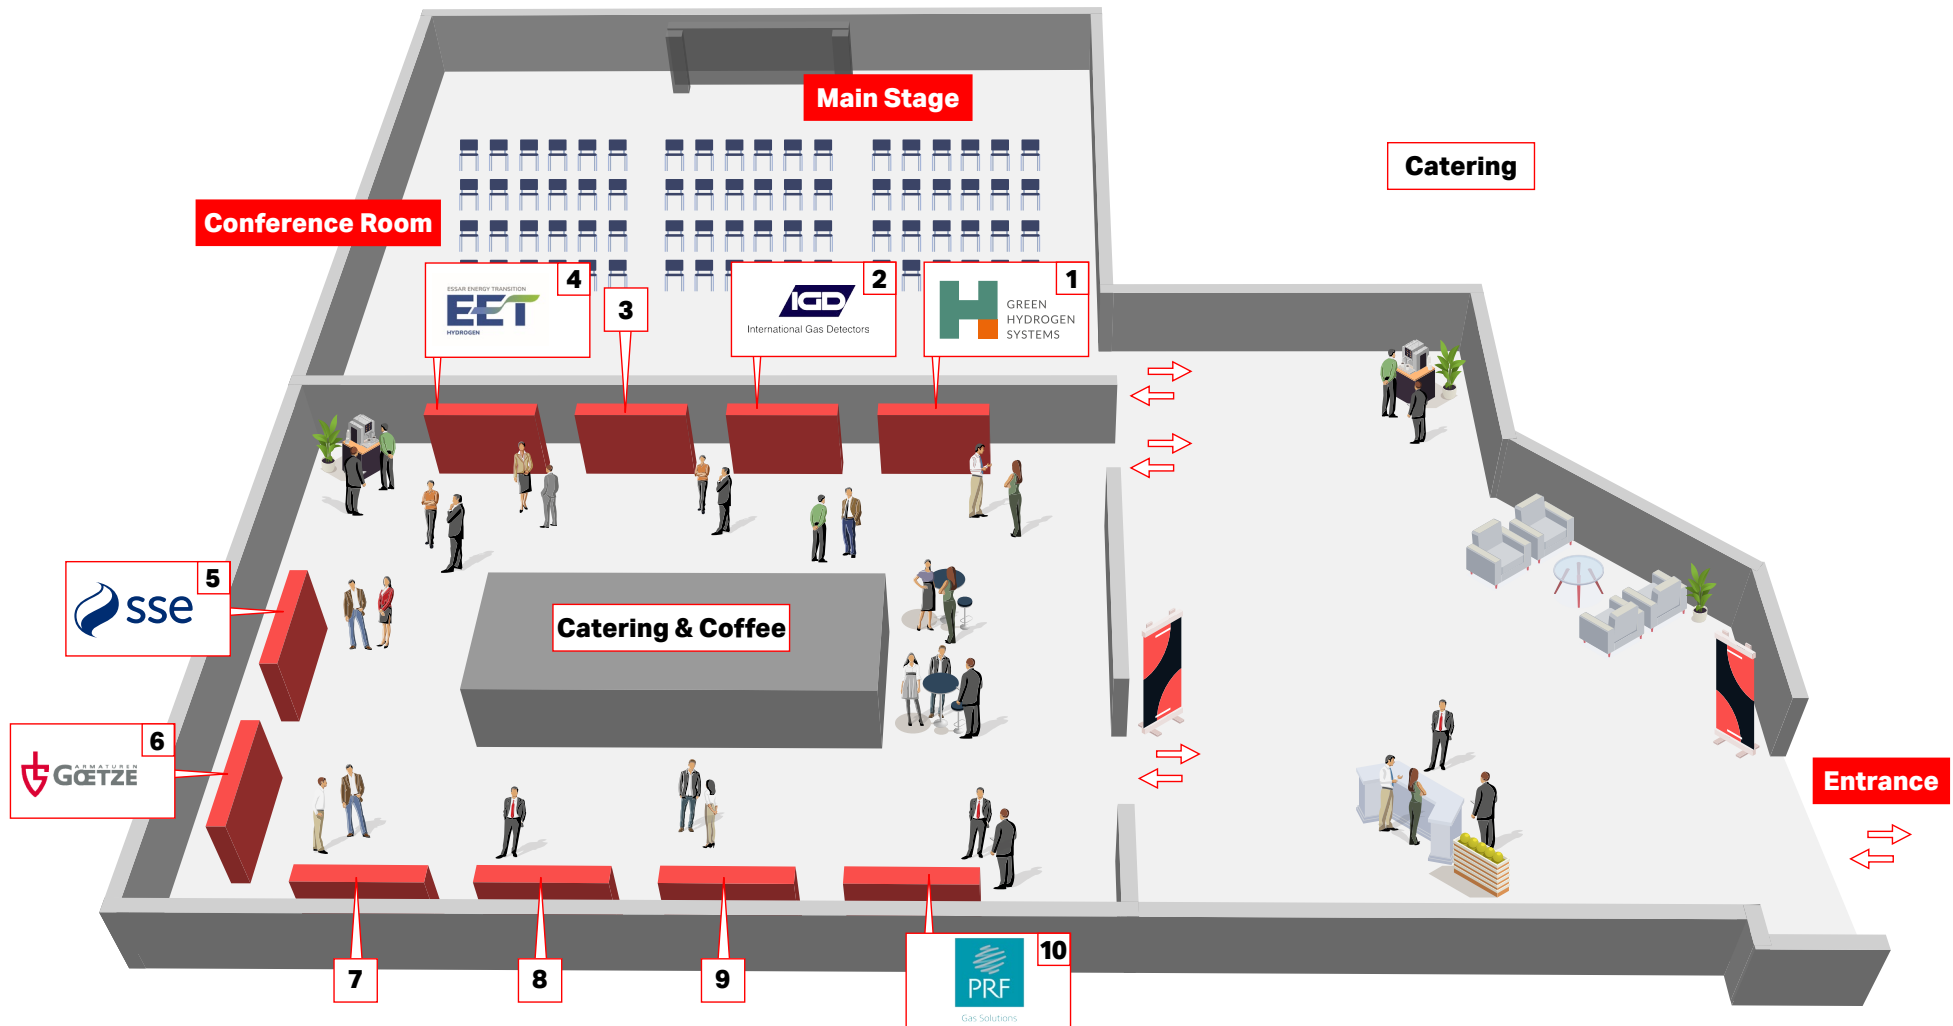 Main Stage
Catering
Conference Room
4
ESSAR ENERGY TRANSITION
EET
HYDROGEN
3
2
IGD
International Gas Detectors
1
GREEN
HYDROGEN
SYSTEMS
5
sse
Catering & Coffee
6
ARMATUREN
GŒTZE
Entrance
7
8
9
10
PRF
Gas Solutions